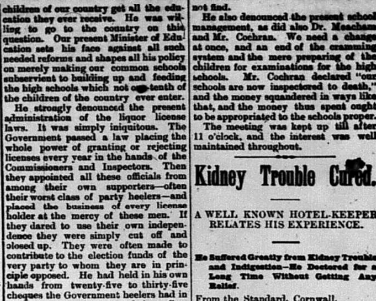 children of our country get all the edu-
cation they ever receive. He was wil-
ling to go to the country on this
question. Our present Minister of Edu-
cation sets his face against all such
needed reforms and shapes all his policy
on merely making our common schools
subservient to building up and feeding
the high schools which not one-tenth of
the children of the country ever enter.
He strongly denounced the present
administration of the liquor license
laws. It was simply iniquitous. The
Government passed a law placing the
whole power of granting or rejecting
licenses every year in the hands of the
Commissioners and Inspectors. Then
they appointed all these officials from
among their own supporters—often
their worst class of party heelers—and
placed the business of every license
holder at the mercy of these men. If
they dared to use their own indepen-
dence they were simply cut off and
closed up. They were often made to
contribute to the election funds of the
very party to whom they are in prin-
ciple opposed. He had held in his own
hands from twenty-five to thirty-five
cheques the Government heelers had in
not find.
He also denounced the present school
management, as did also Dr. Meacham
and Mr. Cochran. We need a change
at once, and an end of the cramming
system and the mere preparing of the
children for examinations for the high
schools. Mr. Cochran declared "our
schools are now inspected to death,"
and the money squandered in ways like
that, and the money thus spent ought
to be appropriated to the schools proper.
The meeting was kept up till after
11 o'clock, and the interest was well
maintained throughout.
Kidney Trouble Cured.
A WELL KNOWN HOTEL-KEEPER
RELATES HIS EXPERIENCE.
He Suffered Greatly from Kidney Trouble
and Indigestion—He Doctored for a
Long Time Without Getting Any
Relief.
From the Standard, Cornwall.